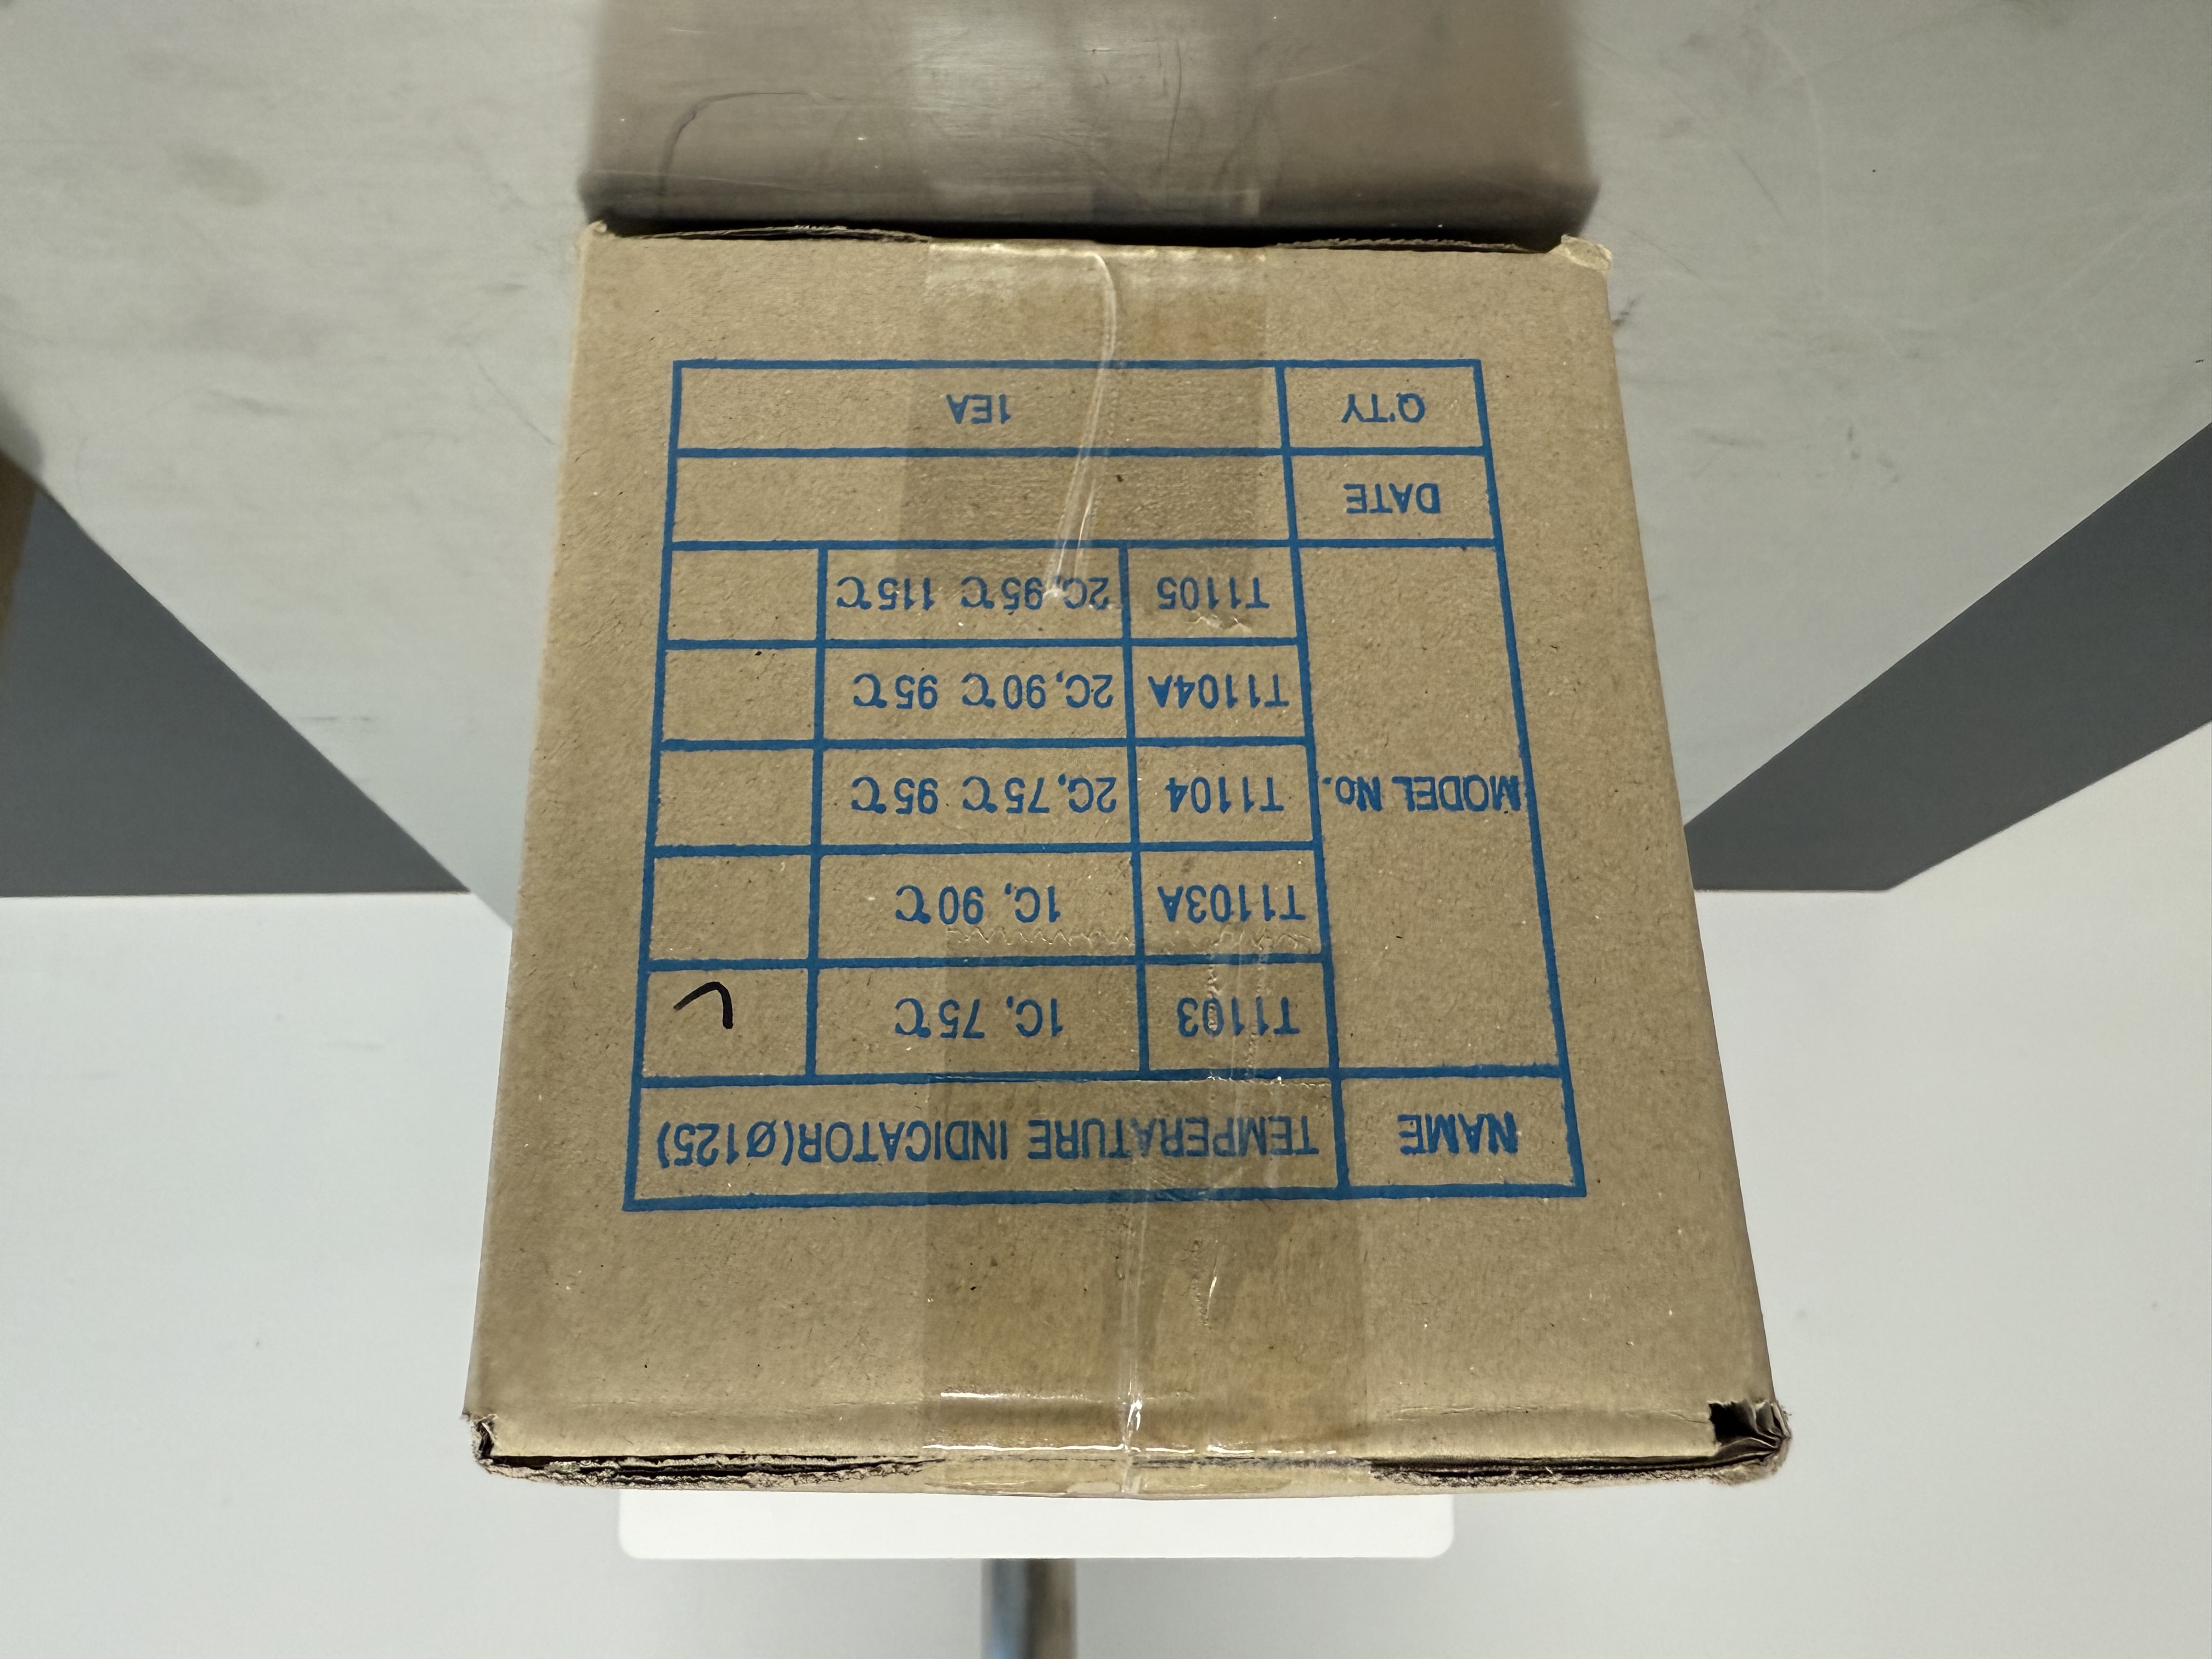 NAME TEMPERATURE INDICATOR(Ø125)
MODEL No.
T1103 1C, 75℃ ✓
T1103A 1C, 90℃
T1104 2C,75℃ 95℃
T1104A 2C,90℃ 95℃
T1105 2C,95℃ 115℃
DATE
Q'TY 1EA